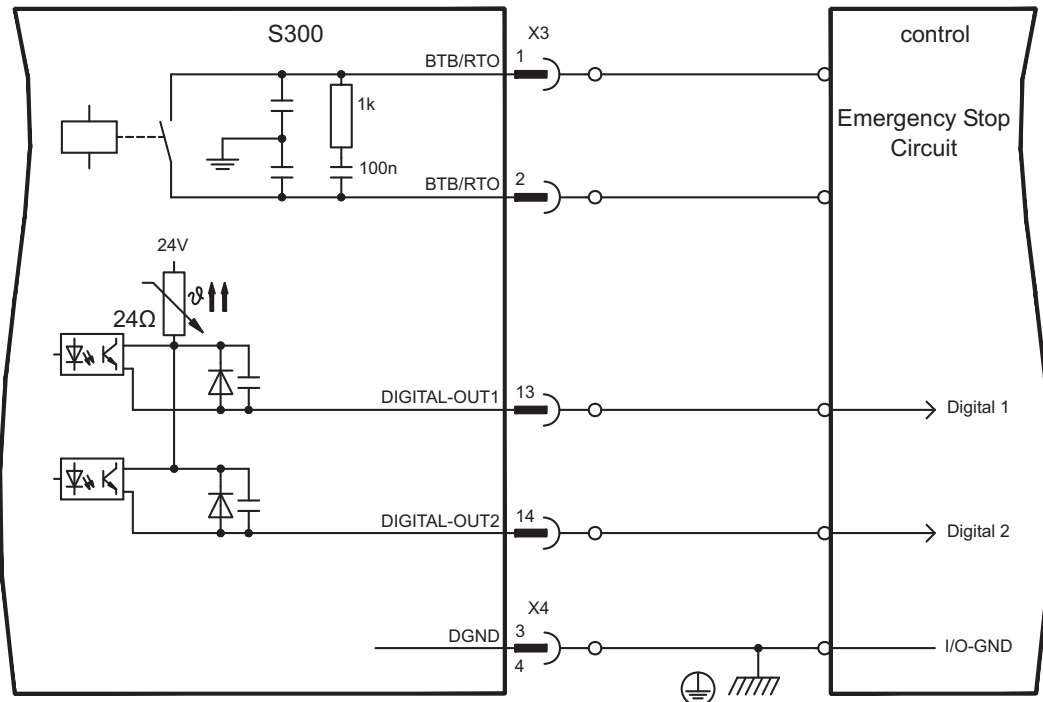 S300
X3
control
BTB/RTO
1
1k
Emergency Stop
Circuit
100n
BTB/RTO
2
24V
ϑ
24Ω
DIGITAL-OUT1
13
Digital 1
DIGITAL-OUT2
14
Digital 2
X4
DGND
3
4
I/O-GND